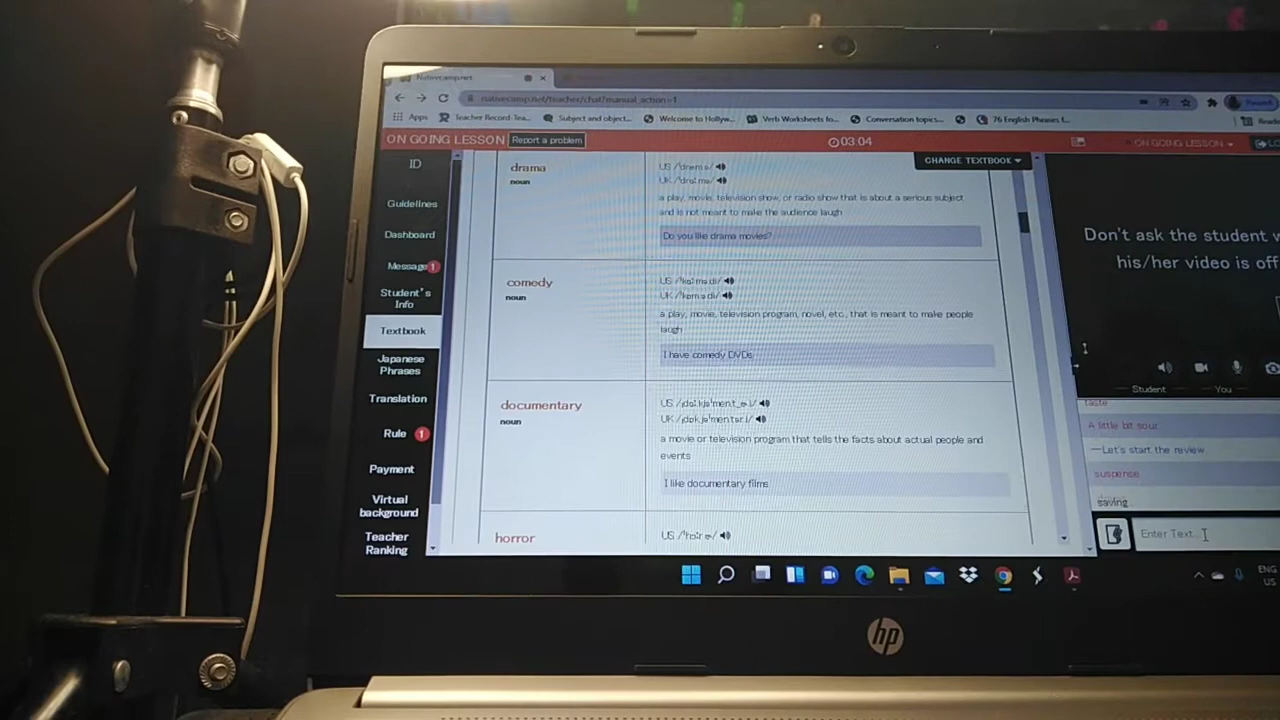 Nativecamp.net
nativecamp.net/teacher/chat?manual_action=1
Apps Teacher Record-Tea... Subject and object... Welcome to Hollyw... Verb Worksheets fo... Conversation topics... 76 English Phrases f...
ON GOING LESSON Report a problem 03:04 ON GOING LESSON
CHANGE TEXTBOOK
ID
Guidelines
Dashboard
Message 1
Student's
Info
Textbook
Japanese
Phrases
Translation
Rule 1
Payment
Virtual
background
Teacher
Ranking
drama
noun
US
UK
a play, movie, television show, or radio show that is about a serious subject
and is not meant to make the audience laugh
Do you like drama movies?
comedy
noun
US
UK
a play, movie, television program, novel, etc., that is meant to make people
laugh
I have comedy DVDs.
documentary
noun
US
UK
a movie or television program that tells the facts about actual people and
events
I like documentary films.
horror
US
Don't ask the student w
his/her video is off
Student You
taste
A little bit sour.
—Let's start the review
suspense
saving
Enter Text...
ENG
US
hp